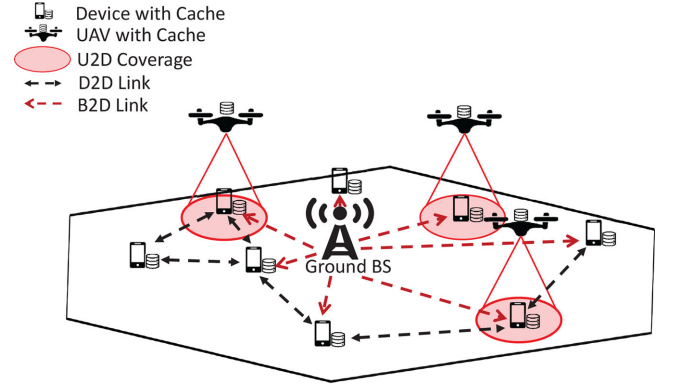 Device with Cache
UAV with Cache
U2D Coverage
D2D Link
B2D Link
Ground BS